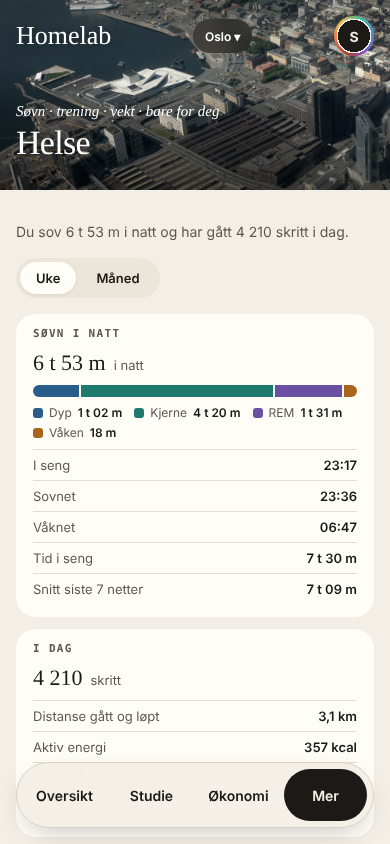 Homelab
Oslo ▾
S
Søvn · trening · vekt · bare for deg
Helse
Du sov 6 t 53 m i natt og har gått 4 210 skritt i dag.
Uke Måned
SØVN I NATT
6 t 53 m i natt
Dyp 1 t 02 m Kjerne 4 t 20 m REM 1 t 31 m
Våken 18 m
I seng 23:17
Sovnet 23:36
Våknet 06:47
Tid i seng 7 t 30 m
Snitt siste 7 netter 7 t 09 m
I DAG
4 210 skritt
Distanse gått og løpt 3,1 km
Aktiv energi 357 kcal
Oversikt Studie Økonomi Mer